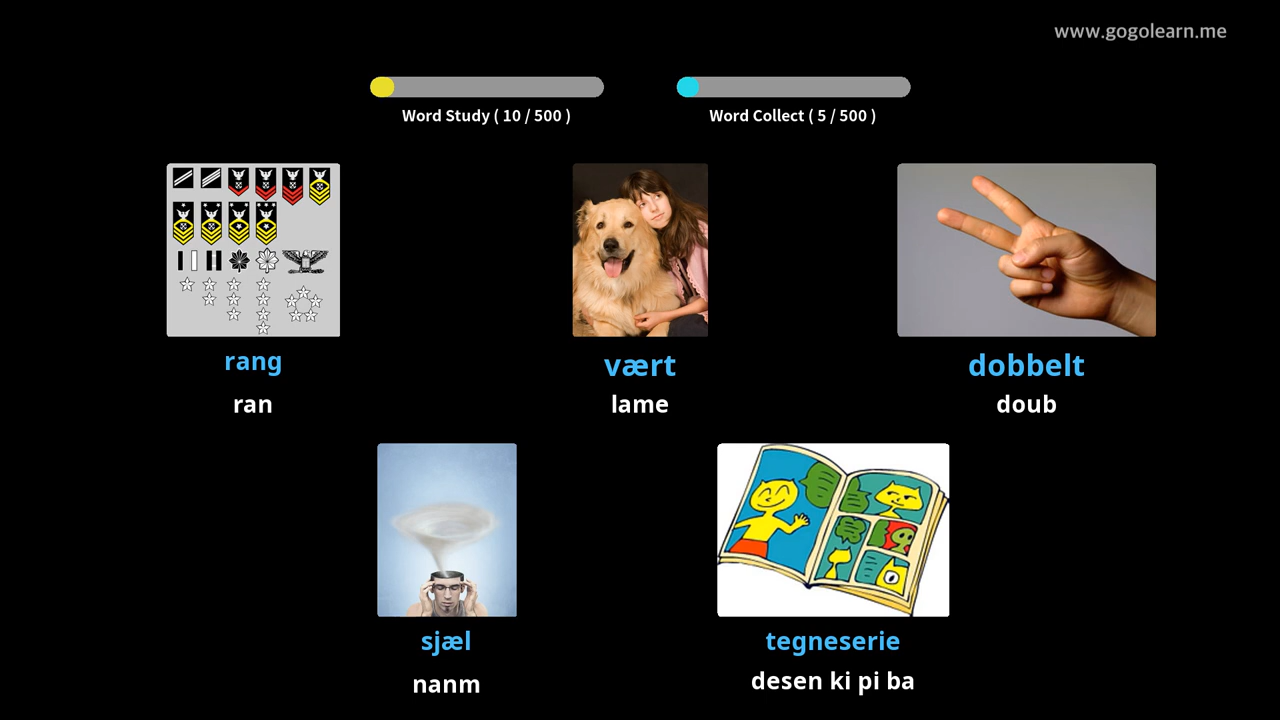 www.gogolearn.me
Word Study ( 10 / 500 )
Word Collect ( 5 / 500 )
rang
ran
vært
lame
dobbelt
doub
sjæl
nanm
tegneserie
desen ki pi ba